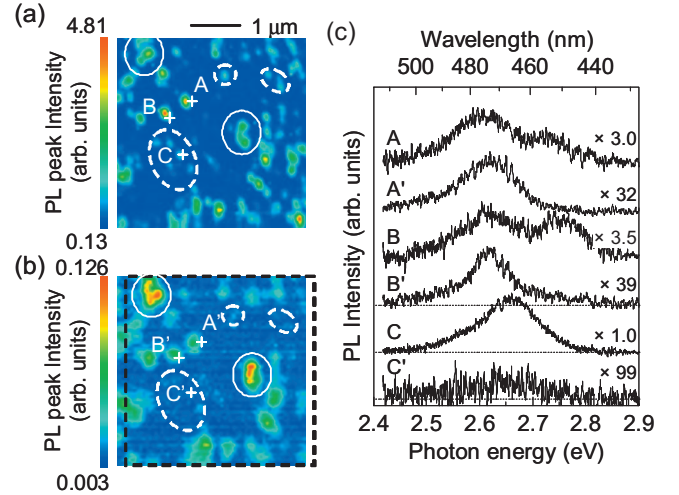 (a)
1 μm
4.81
PL peak Intensity
(arb. units)
0.13
A
B
C
(b)
0.126
PL peak Intensity
(arb. units)
0.003
A'
B'
C'
(c)
Wavelength (nm)
500 480 460 440
PL Intensity (arb. units)
A × 3.0
A' × 32
B × 3.5
B' × 39
C × 1.0
C' × 99
2.4 2.5 2.6 2.7 2.8 2.9
Photon energy (eV)